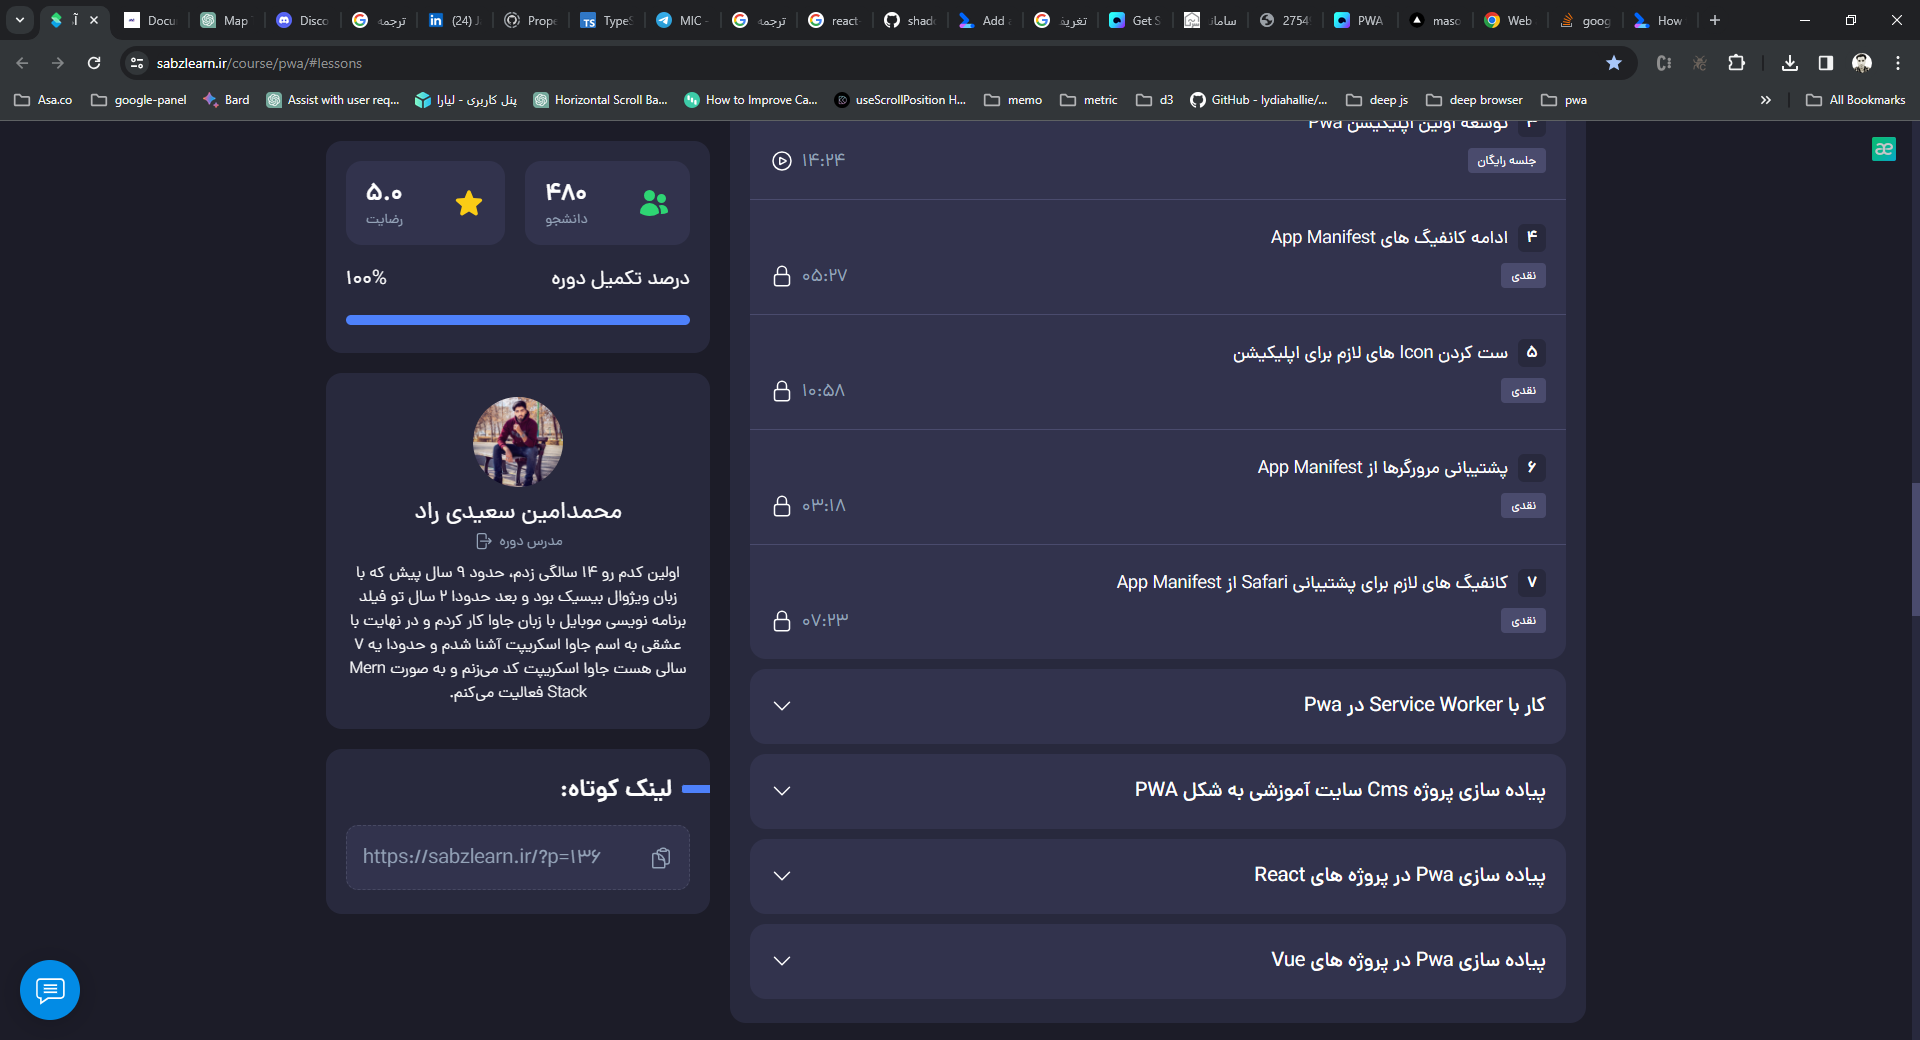 آ
Docu
Map
Disco
ترجمه
(24)
Prope
TypeS
MIC -
ترجمه
react-
shad
Add a
تغریف
Get S
سامانه
2754
PWA
maso
Web
goog
How
sabzlearn.ir/course/pwa/#lessons
Asa.co
google-panel
Bard
Assist with user req...
پنل کاربری - لیارا
Horizontal Scroll Ba...
How to Improve Ca...
useScrollPosition H...
memo
metric
d3
GitHub - lydiahallie/...
deep js
deep browser
pwa
All Bookmarks
۳ توسعه اولین اپلیکیشن Pwa
جلسه رایگان
۱۴:۲۴
۴ ادامه کانفیگ های App Manifest
نقدی
۰۵:۲۷
۵ ست کردن Icon های لازم برای اپلیکیشن
نقدی
۱۰:۵۸
۶ پشتیبانی مرورگرها از App Manifest
نقدی
۰۳:۱۸
۷ کانفیگ های لازم برای پشتیبانی Safari از App Manifest
نقدی
۰۷:۲۳
کار با Service Worker در Pwa
پیاده سازی پروژه Cms سایت آموزشی به شکل PWA
پیاده سازی Pwa در پروژه های React
پیاده سازی Pwa در پروژه های Vue
۴۸۰
دانشجو
۵.۰
رضایت
درصد تکمیل دوره
۱۰۰%
محمدامین سعیدی راد
مدرس دوره
اولین کدم رو ۱۴ سالگی زدم، حدود ۹ سال پیش که با
زبان ویژوال بیسیک بود و بعد حدودا ۲ سال تو فیلد
برنامه نویسی موبایل با زبان جاوا کار کردم و در نهایت با
عشقی به اسم جاوا اسکریپت آشنا شدم و حدودا یه ۷
سالی هست جاوا اسکریپت کد می‌زنم و به صورت Mern
Stack فعالیت می‌کنم.
لینک کوتاه:
https://sabzlearn.ir/?p=۱۳۶